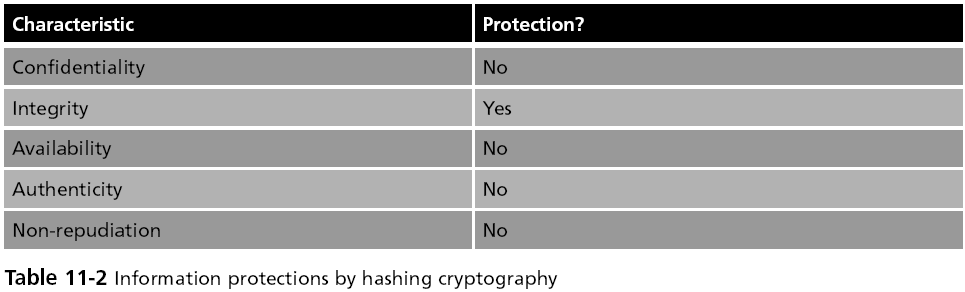 Characteristic Protection?
Confidentiality No
Integrity Yes
Availability No
Authenticity No
Non-repudiation No
Table 11-2 Information protections by hashing cryptography